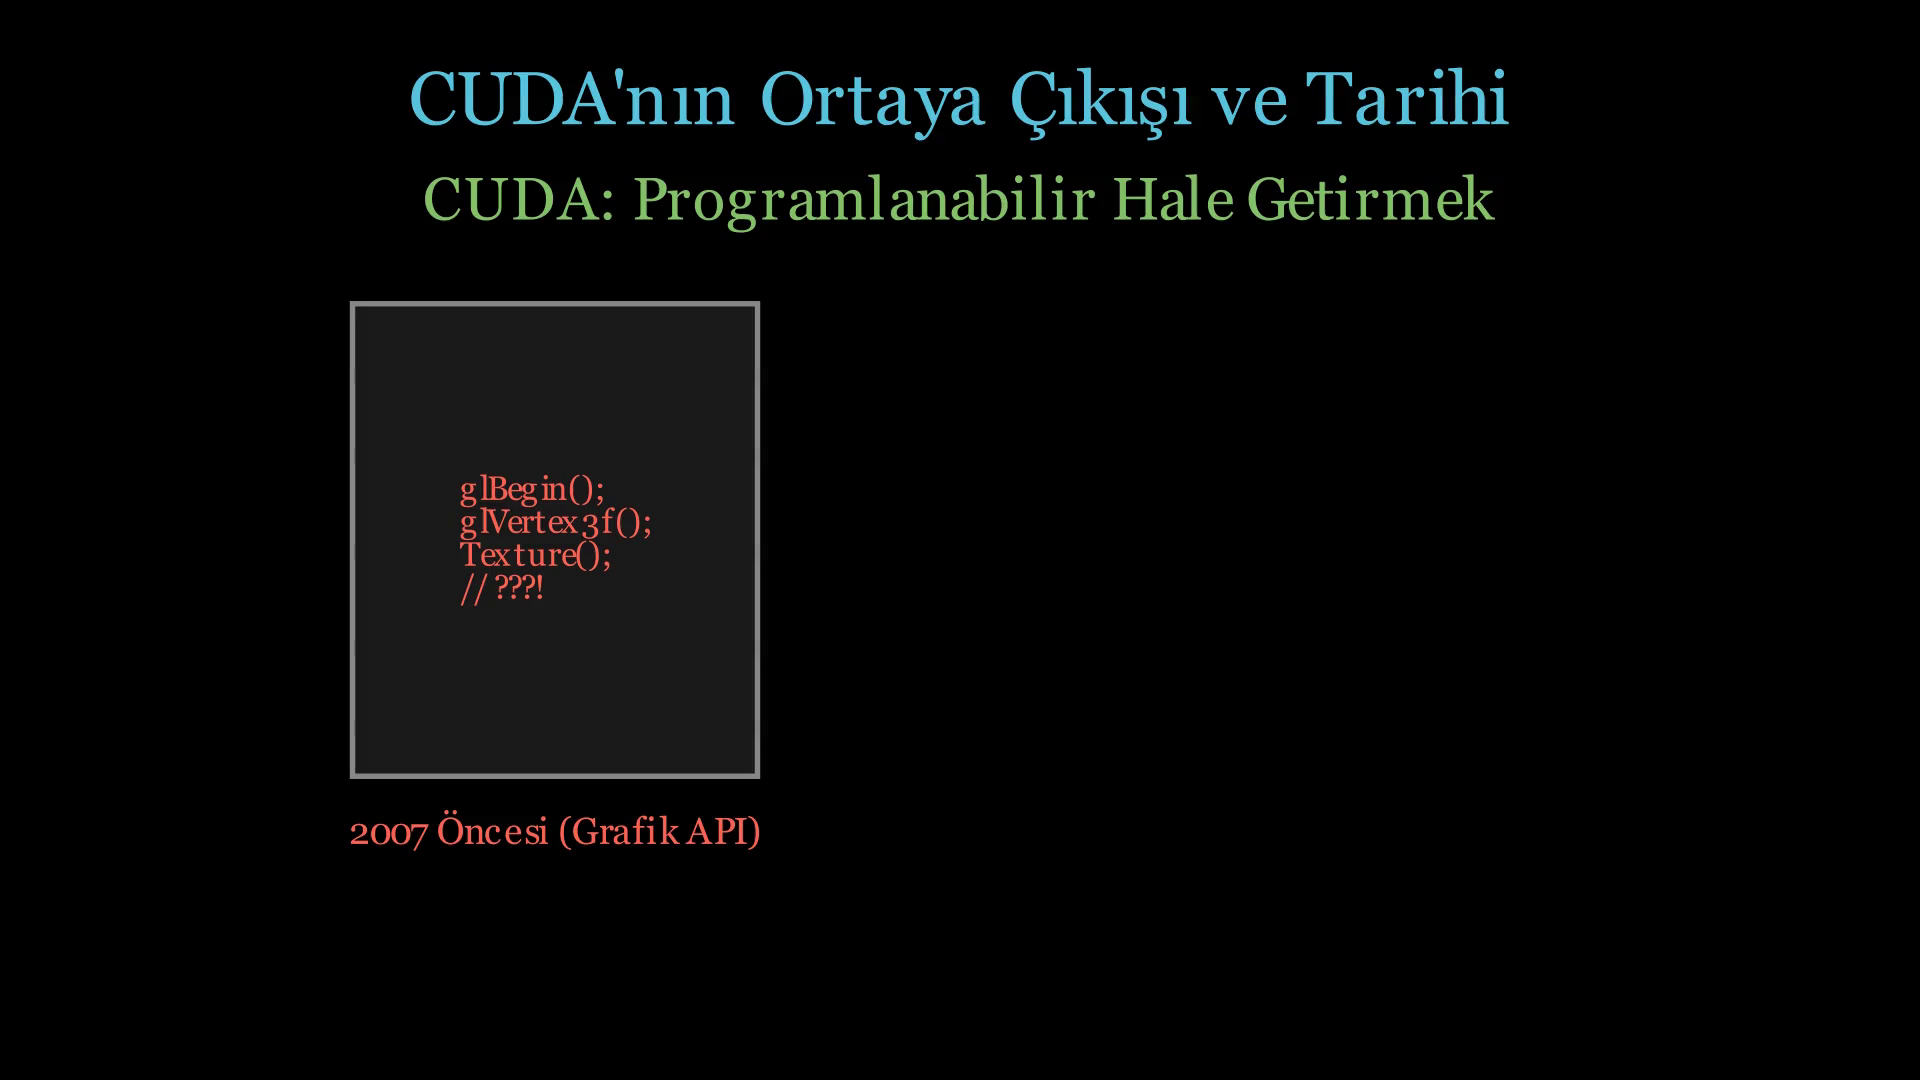 CUDA'nın Ortaya Çıkışı ve Tarihi
CUDA: Programlanabilir Hale Getirmek
glBegin();
glVertex3f();
Texture();
// ???!
2007 Öncesi (Grafik API)